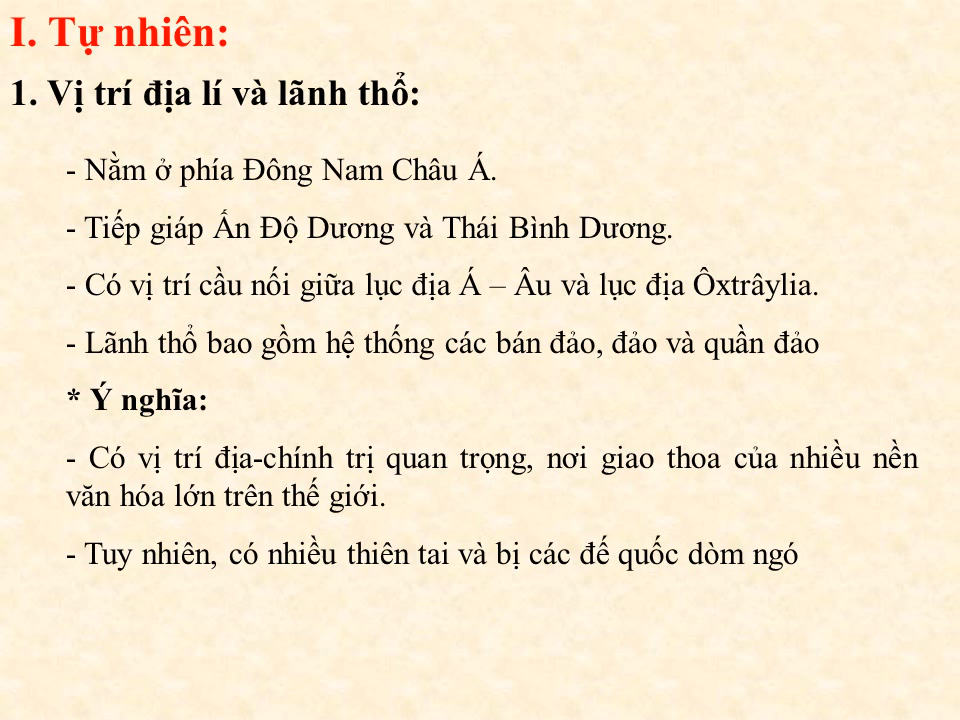 I. Tự nhiên:
1. Vị trí địa lí và lãnh thổ:
- Nằm ở phía Đông Nam Châu Á.
- Tiếp giáp Ấn Độ Dương và Thái Bình Dương.
- Có vị trí cầu nối giữa lục địa Á – Âu và lục địa Ôxtrâylia.
- Lãnh thổ bao gồm hệ thống các bán đảo, đảo và quần đảo
* Ý nghĩa:
- Có vị trí địa-chính trị quan trọng, nơi giao thoa của nhiều nền
văn hóa lớn trên thế giới.
- Tuy nhiên, có nhiều thiên tai và bị các đế quốc dòm ngó